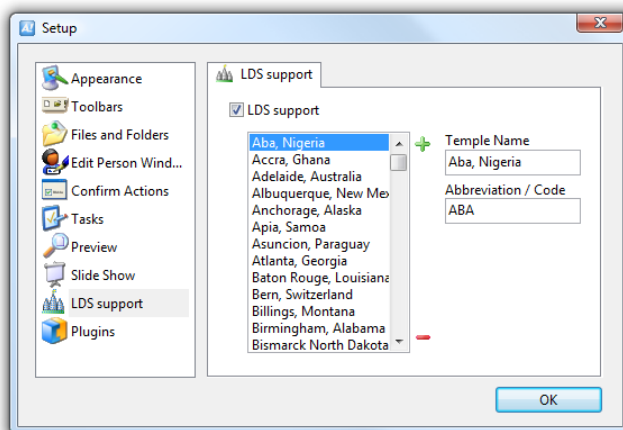 Setup
Appearance
Toolbars
Files and Folders
Edit Person Wind...
Confirm Actions
Tasks
Preview
Slide Show
LDS support
Plugins
LDS support
LDS support
Aba, Nigeria
Accra, Ghana
Adelaide, Australia
Albuquerque, New Mex
Anchorage, Alaska
Apia, Samoa
Asuncion, Paraguay
Atlanta, Georgia
Baton Rouge, Louisiana
Bern, Switzerland
Billings, Montana
Birmingham, Alabama
Bismarck North Dakota
Temple Name
Aba, Nigeria
Abbreviation / Code
ABA
OK